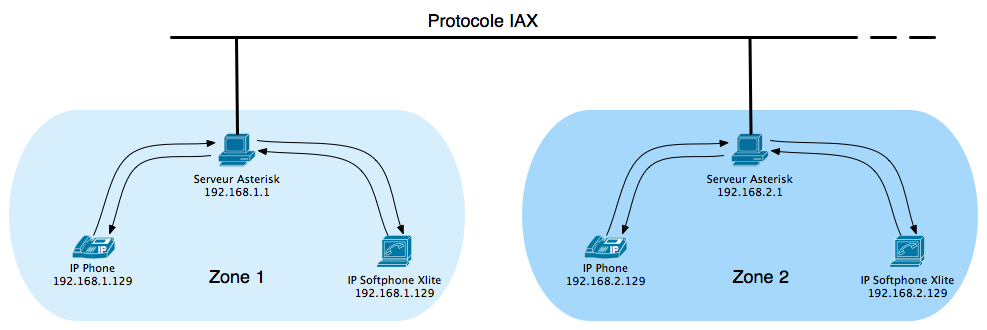 Protocole IAX
Serveur Asterisk
192.168.1.1
IP
IP Phone
192.168.1.129
Zone 1
IP Softphone Xlite
192.168.1.129
Serveur Asterisk
192.168.2.1
IP
IP Phone
192.168.2.129
Zone 2
IP Softphone Xlite
192.168.2.129